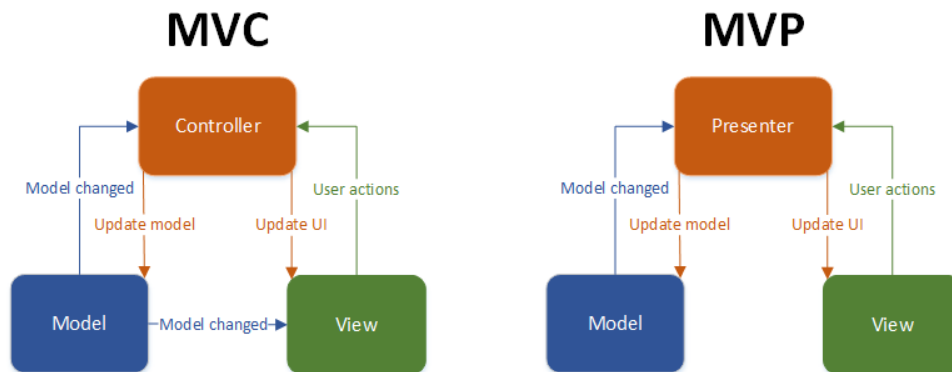 MVC
MVP
Controller
Presenter
Model changed
User actions
Update model
Update UI
Model changed
User actions
Update model
Update UI
Model
Model changed
View
Model
View